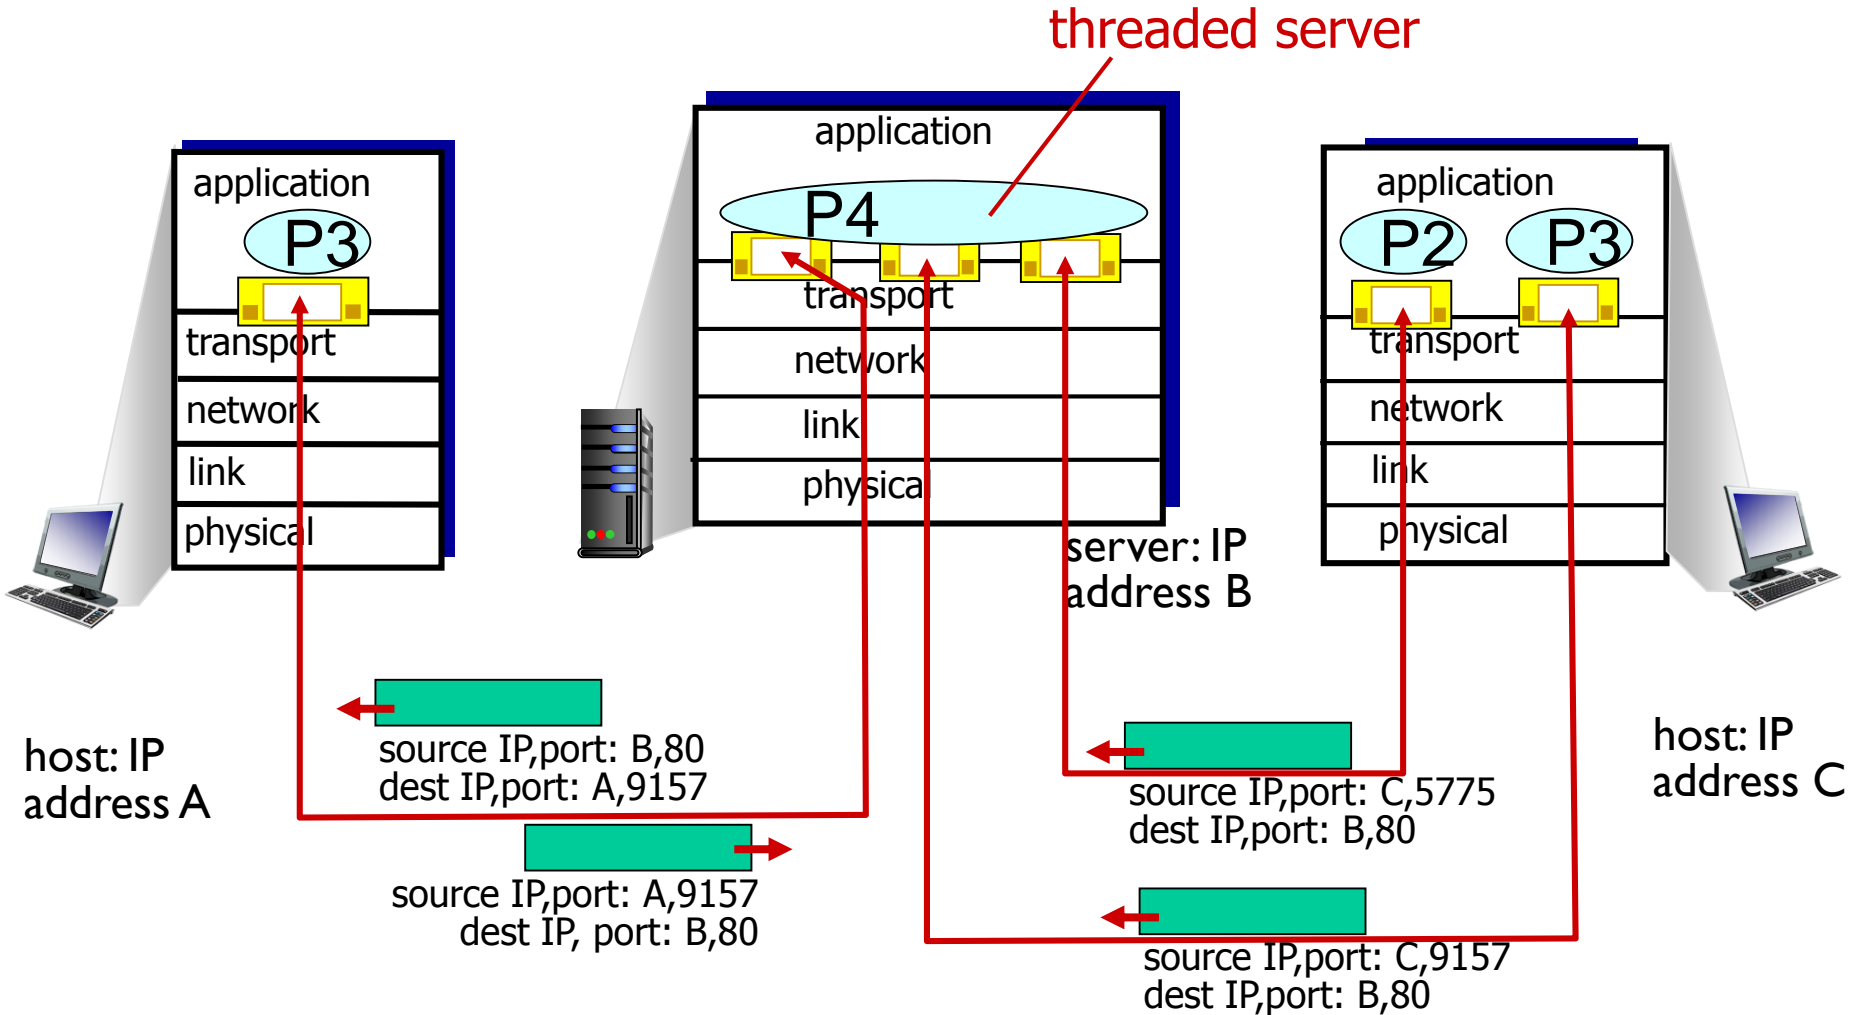 threaded server
application
P3
transport
network
link
physical
application
P4
transport
network
link
physical
application
P2
P3
transport
network
link
physical
server: IP
address B
host: IP
address A
source IP,port: B,80
dest IP,port: A,9157
source IP,port: A,9157
dest IP, port: B,80
source IP,port: C,5775
dest IP,port: B,80
source IP,port: C,9157
dest IP,port: B,80
host: IP
address C